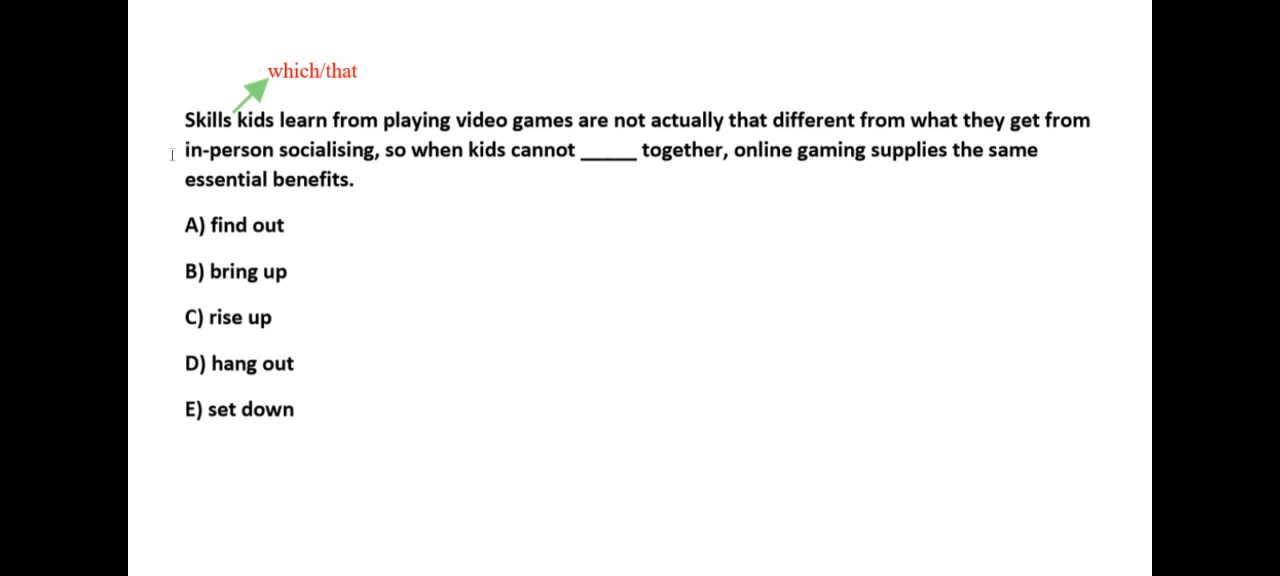 which/that
Skills kids learn from playing video games are not actually that different from what they get from
in-person socialising, so when kids cannot _____ together, online gaming supplies the same
essential benefits.
A) find out
B) bring up
C) rise up
D) hang out
E) set down